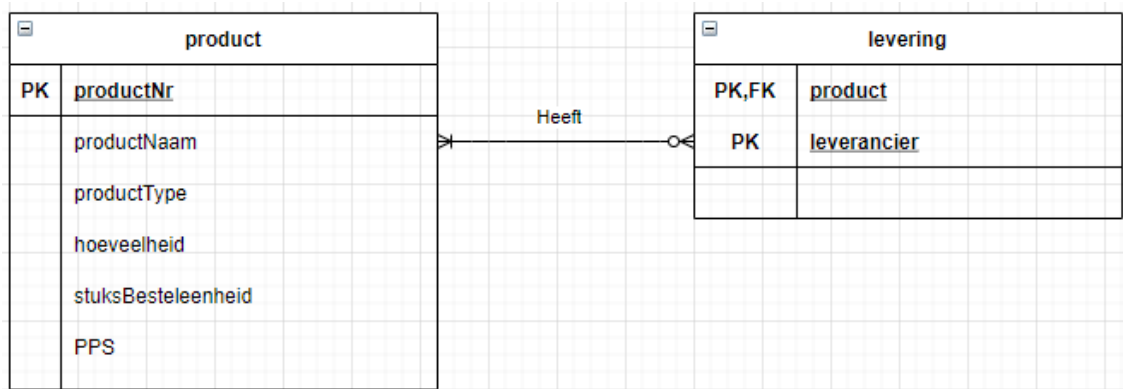 product
PK productNr
productNaam
productType
hoeveelheid
stuksBesteleenheid
PPS
Heeft
levering
PK,FK product
PK leverancier